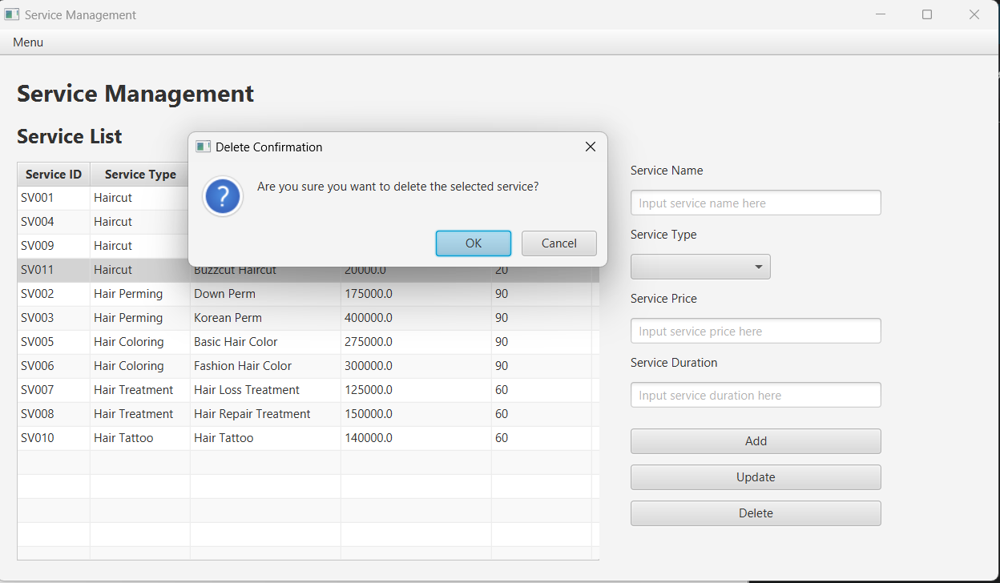 Service Management
Menu
Service Management
Service List
Delete Confirmation
Are you sure you want to delete the selected service?
OK Cancel
Service ID Service Type
SV001 Haircut
SV004 Haircut
SV009 Haircut
SV011 Haircut Buzzcut Haircut 20000.0 20
SV002 Hair Perming Down Perm 175000.0 90
SV003 Hair Perming Korean Perm 400000.0 90
SV005 Hair Coloring Basic Hair Color 275000.0 90
SV006 Hair Coloring Fashion Hair Color 300000.0 90
SV007 Hair Treatment Hair Loss Treatment 125000.0 60
SV008 Hair Treatment Hair Repair Treatment 150000.0 60
SV010 Hair Tattoo Hair Tattoo 140000.0 60
Service Name
Input service name here
Service Type
Service Price
Input service price here
Service Duration
Input service duration here
Add
Update
Delete